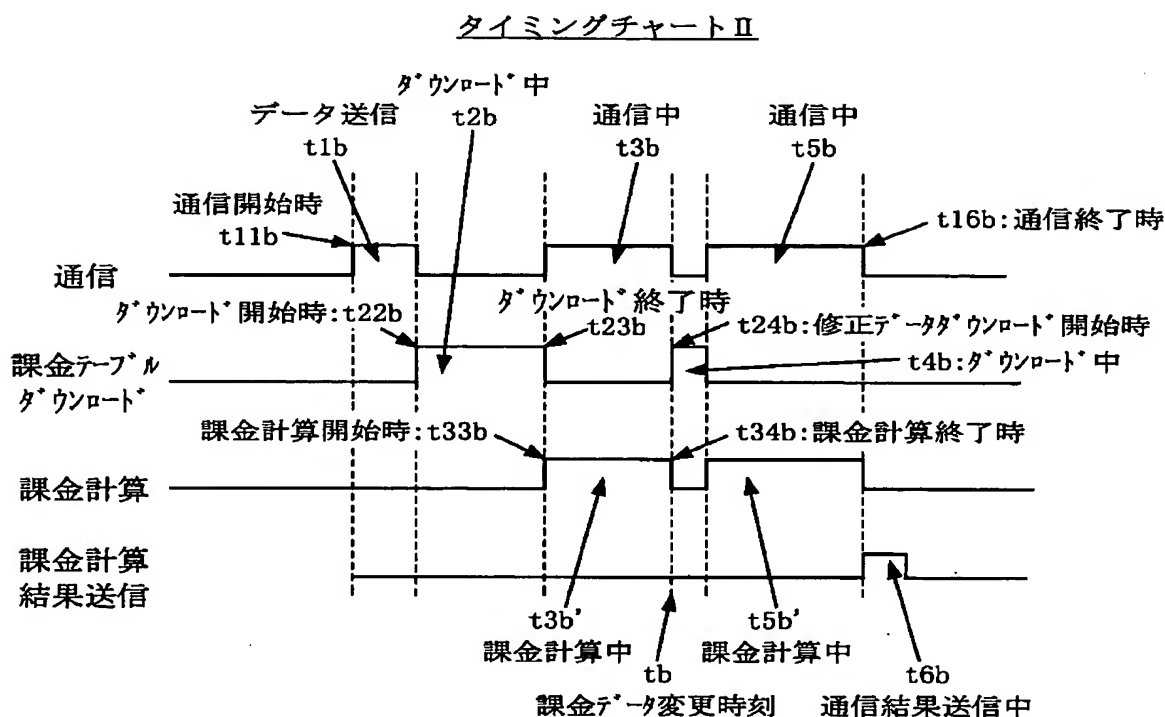 タイミングチャートⅡ
ﾀﾞｳﾝﾛｰﾄﾞ中
t2b
データ送信
t1b
通信中
t3b
通信中
t5b
通信開始時
t11b
t16b:通信終了時
通信
ﾀﾞｳﾝﾛｰﾄﾞ開始時:t22b
ﾀﾞｳﾝﾛｰﾄﾞ終了時
t23b
t24b:修正ﾃﾞｰﾀﾀﾞｳﾝﾛｰﾄﾞ開始時
t4b:ﾀﾞｳﾝﾛｰﾄﾞ中
課金ﾃｰﾌﾞﾙ
ﾀﾞｳﾝﾛｰﾄﾞ
課金計算開始時:t33b
t34b:課金計算終了時
課金計算
課金計算
結果送信
t3b'
課金計算中
tb
課金ﾃﾞｰﾀ変更時刻
t5b'
課金計算中
t6b
通信結果送信中